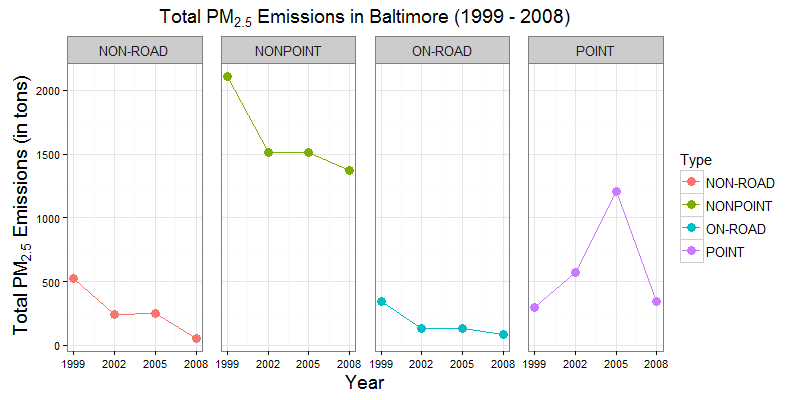 Total PM2.5 Emissions in Baltimore (1999 - 2008)
NON-ROAD NONPOINT ON-ROAD POINT
Total PM2.5 Emissions (in tons)
2000
1500
1000
500
0
1999 2002 2005 2008 1999 2002 2005 2008 1999 2002 2005 2008 1999 2002 2005 2008
Year
Type
NON-ROAD
NONPOINT
ON-ROAD
POINT